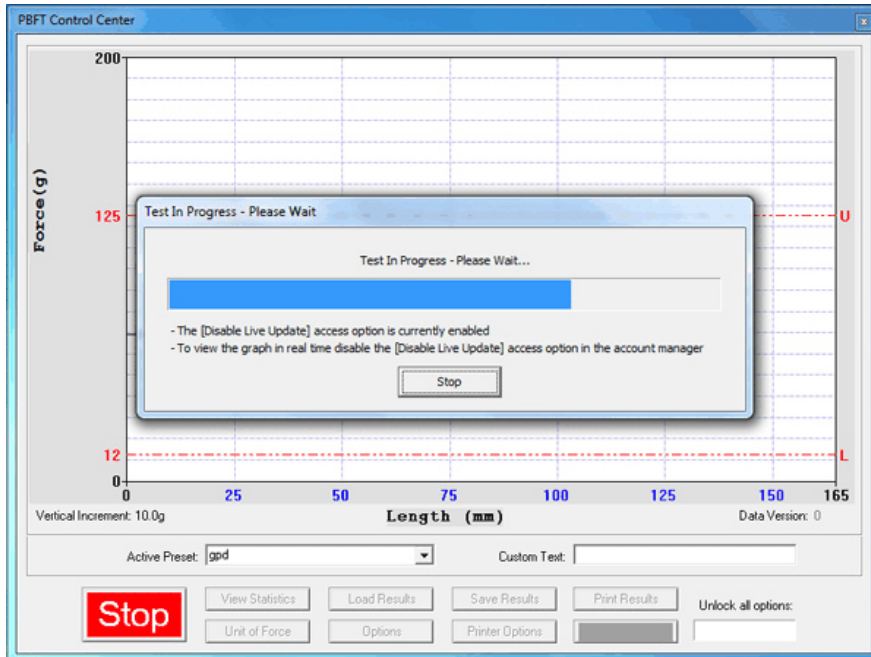 PBFT Control Center
200
Force(g)
125
U
Test In Progress - Please Wait
Test In Progress - Please Wait...
- The [Disable Live Update] access option is currently enabled
- To view the graph in real time disable the [Disable Live Update] access option in the account manager
Stop
12
L
0
0 25 50 75 100 125 150 165
Vertical Increment: 10.0g Length (mm) Data Version: 0
Active Preset: gpd Custom Text:
Stop
View Statistics Load Results Save Results Print Results
Unlock all options:
Unit of Force Options Printer Options